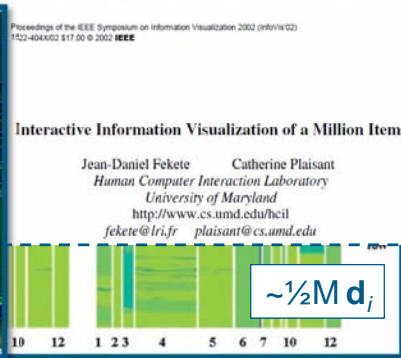 Proceedings of the IEEE Symposium on Information Visualization 2002 (InfoVis'02)
1522-404X/02 $17.00 © 2002 IEEE
Interactive Information Visualization of a Million Item
Jean-Daniel Fekete Catherine Plaisant
Human Computer Interaction Laboratory
University of Maryland
http://www.cs.umd.edu/hcil
fekete@lri.fr plaisant@cs.umd.edu
~½M di
10 12 1 2 3 4 5 6 7 8 10 12